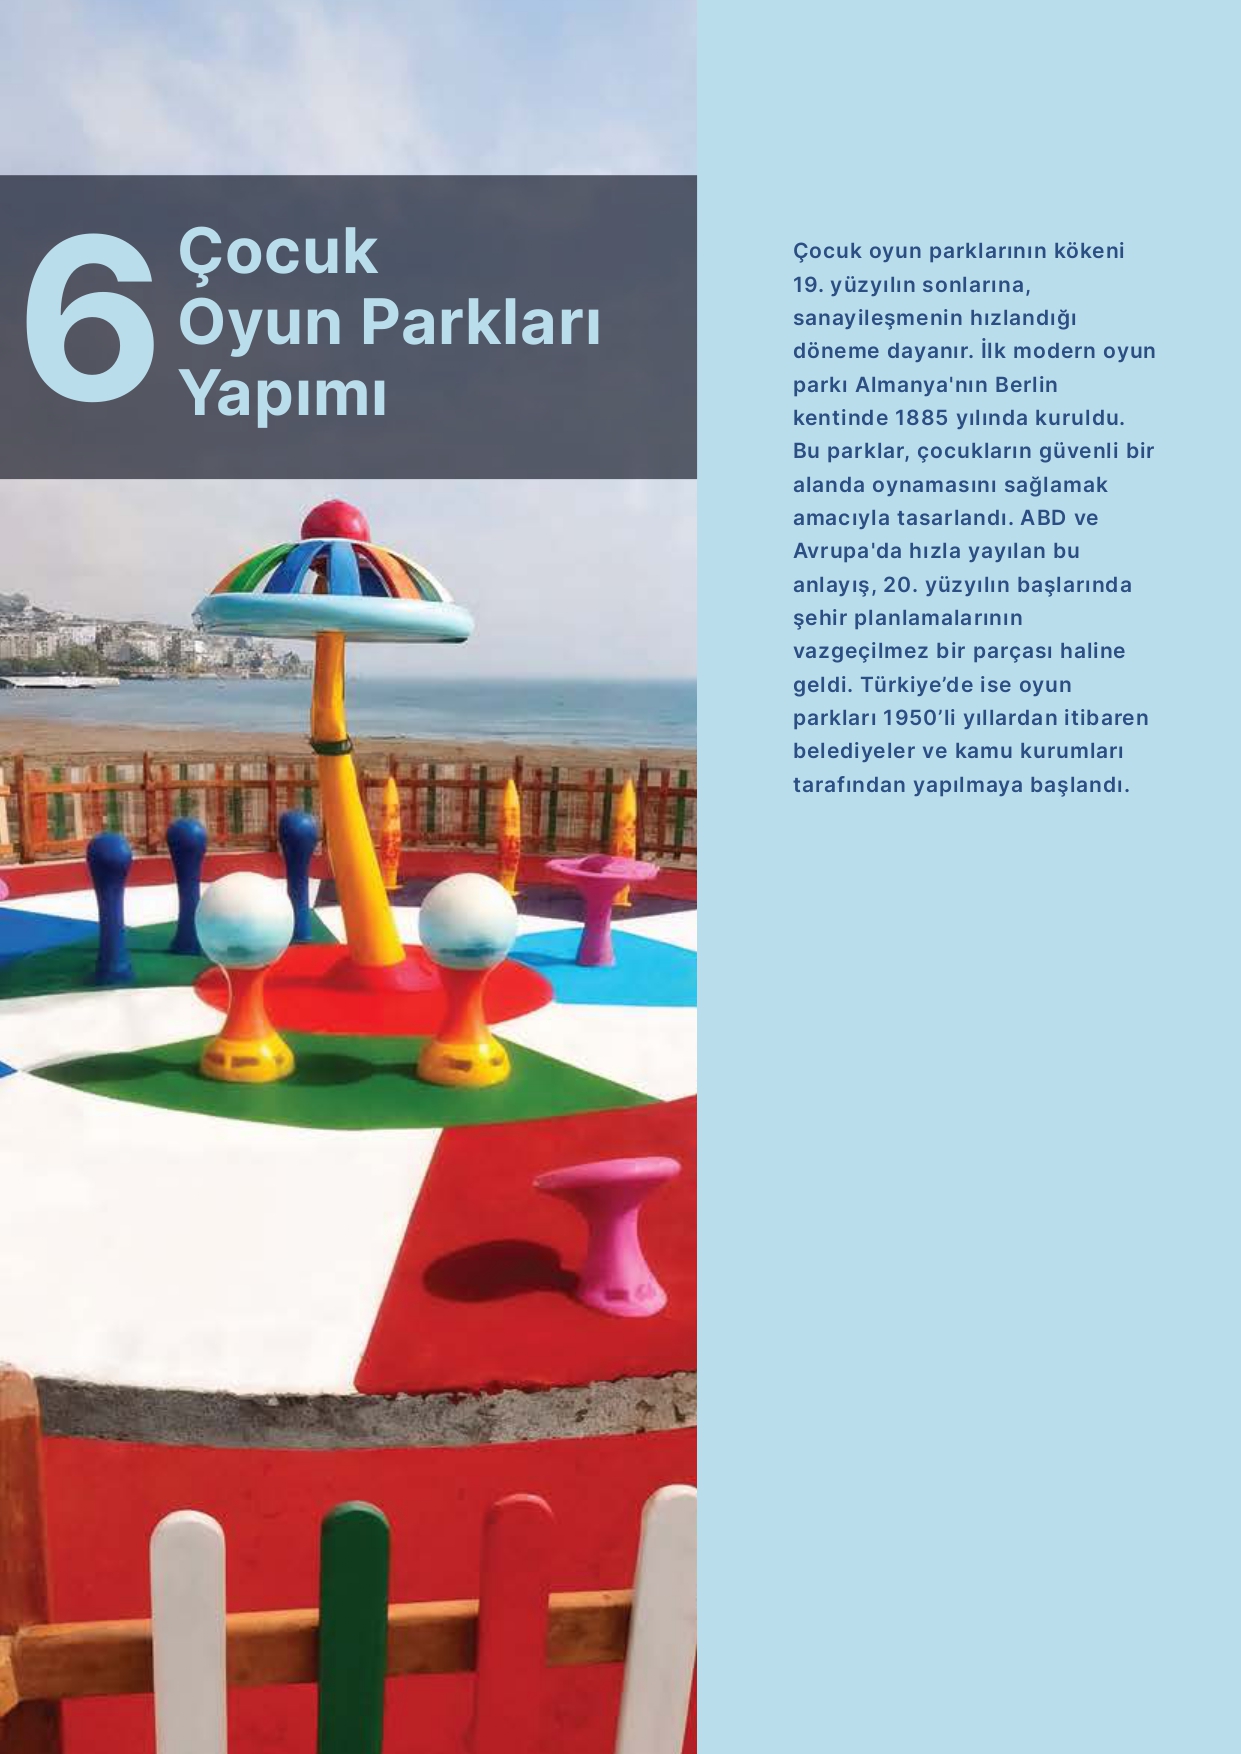 6
Çocuk
Oyun Parkları
Yapımı
Çocuk oyun parklarının kökeni
19. yüzyılın sonlarına,
sanayileşmenin hızlandığı
döneme dayanır. İlk modern oyun
parkı Almanya'nın Berlin
kentinde 1885 yılında kuruldu.
Bu parklar, çocukların güvenli bir
alanda oynamasını sağlamak
amacıyla tasarlandı. ABD ve
Avrupa'da hızla yayılan bu
anlayış, 20. yüzyılın başlarında
şehir planlamalarının
vazgeçilmez bir parçası haline
geldi. Türkiye’de ise oyun
parkları 1950’li yıllardan itibaren
belediyeler ve kamu kurumları
tarafından yapılmaya başlandı.